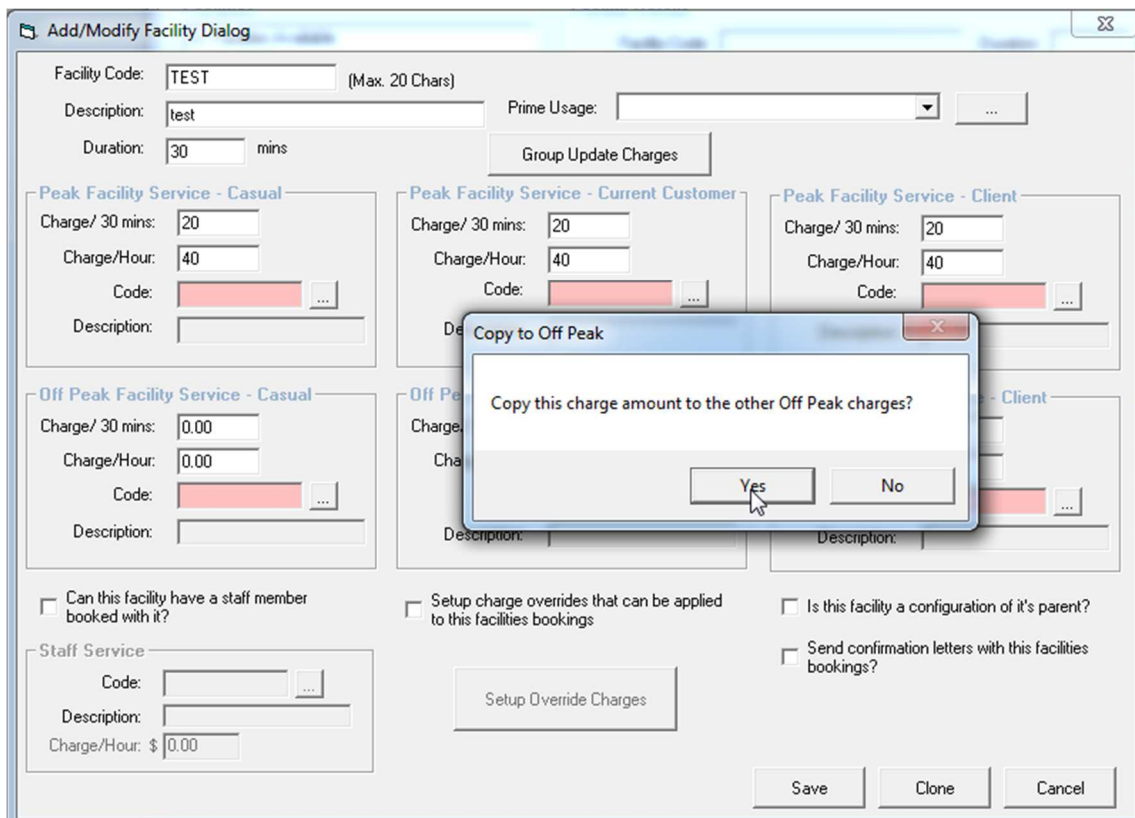 Add/Modify Facility Dialog
Facility Code: TEST (Max. 20 Chars)
Description: test Prime Usage: ...
Duration: 30 mins Group Update Charges
Peak Facility Service - Casual Peak Facility Service - Current Customer Peak Facility Service - Client
Charge/ 30 mins: 20 Charge/ 30 mins: 20 Charge/ 30 mins: 20
Charge/Hour: 40 Charge/Hour: 40 Charge/Hour: 40
Code: ... Code: ... Code: ...
Description: De
Copy to Off Peak
Copy this charge amount to the other Off Peak charges?
Yes No
Off Peak Facility Service - Casual Off Pe e - Client
Charge/ 30 mins: 0.00 Charge
Charge/Hour: 0.00 Cha
Code: ... ...
Description: Description: Description:
Can this facility have a staff member booked with it?
Setup charge overrides that can be applied to this facilities bookings
Is this facility a configuration of it's parent?
Send confirmation letters with this facilities bookings?
Staff Service
Code: ...
Description:
Charge/Hour: $ 0.00
Setup Override Charges
Save Clone Cancel